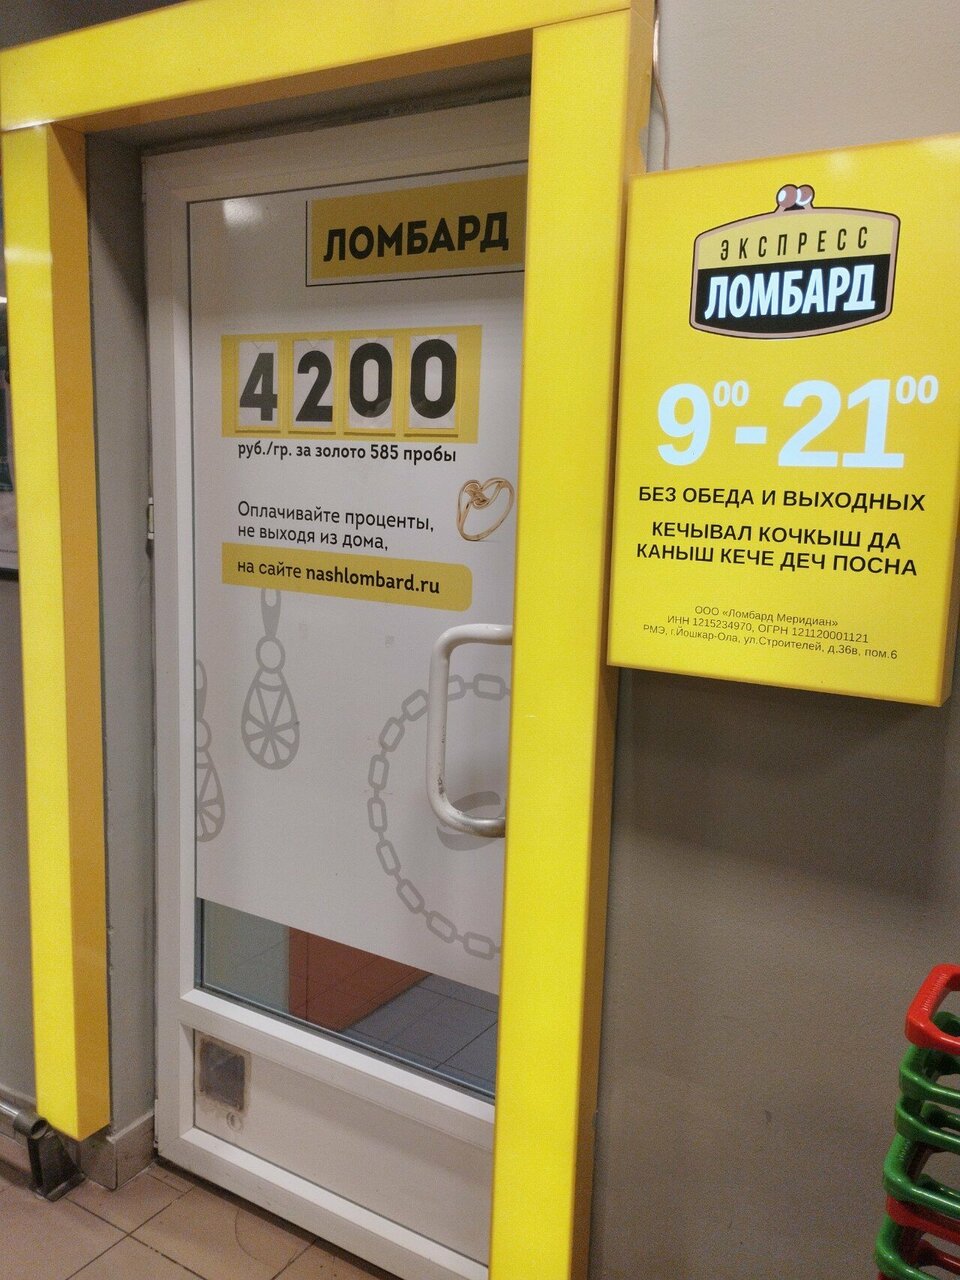 ЛОМБАРД
4200
руб./гр. за золото 585 пробы
Оплачивайте проценты,
не выходя из дома,
на сайте nashlombard.ru
ЭКСПРЕСС
ЛОМБАРД
9⁰⁰-21⁰⁰
БЕЗ ОБЕДА И ВЫХОДНЫХ
КЕЧЫВАЛ КОЧКЫШ ДА
КАНЫШ КЕЧЕ ДЕЧ ПОСНА
ООО «Ломбард Меридиан»
ИНН 1215234970, ОГРН 121120001121
РМЭ, г.Йошкар-Ола, ул.Строителей, д.36в, пом.6